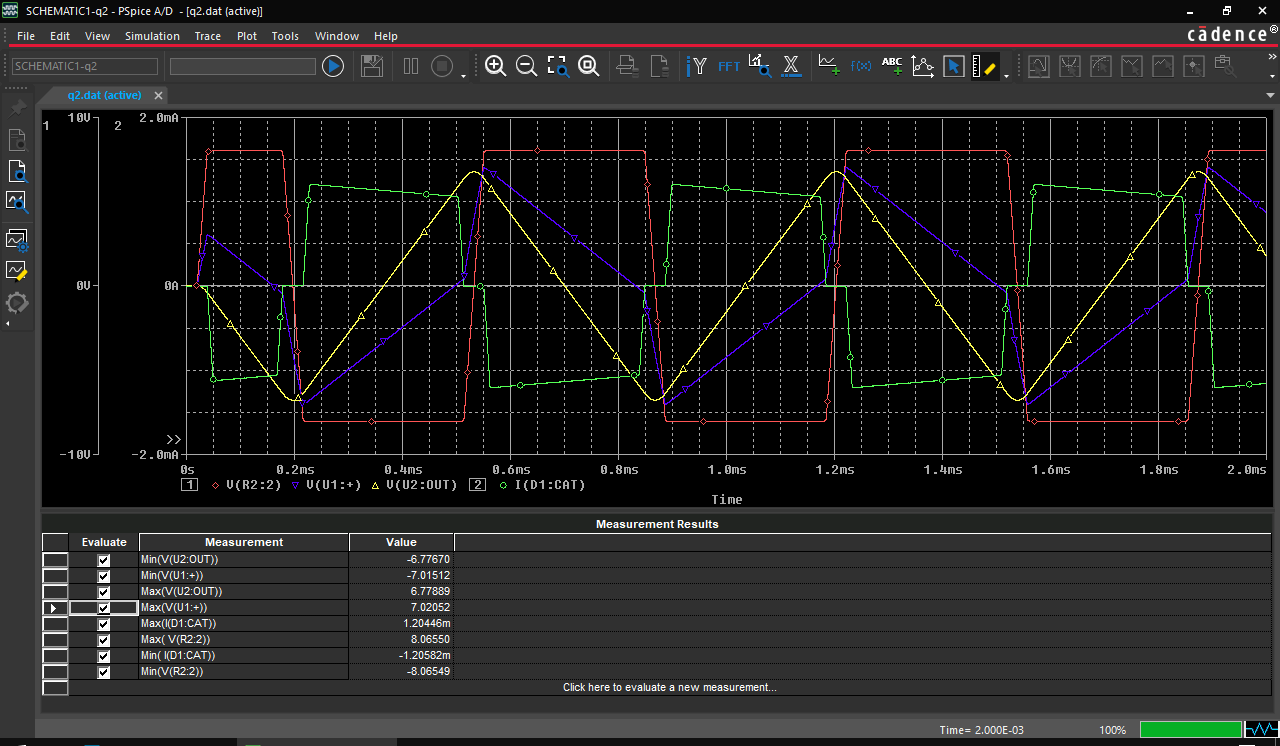 SCHEMATIC1-q2 - PSpice A/D - [q2.dat (active)]
File Edit View Simulation Trace Plot Tools Window Help
cādence®
SCHEMATIC1-q2
FFT
f(x)
ABC
q2.dat (active)
1 10V 2 2.0mA
0V 0A
>>
-10V -2.0mA
0s 0.2ms 0.4ms 0.6ms 0.8ms 1.0ms 1.2ms 1.4ms 1.6ms 1.8ms 2.0ms
1 V(R2:2) V(U1:+) V(U2:OUT) 2 I(D1:CAT)
Time
Measurement Results
Evaluate Measurement Value
Min(V(U2:OUT)) -6.77670
Min(V(U1:+)) -7.01512
Max(V(U2:OUT)) 6.77889
Max(V(U1:+)) 7.02052
Max(I(D1:CAT)) 1.20446m
Max( V(R2:2)) 8.06550
Min( I(D1:CAT)) -1.20582m
Min(V(R2:2)) -8.06549
Click here to evaluate a new measurement...
Time= 2.000E-03 100%